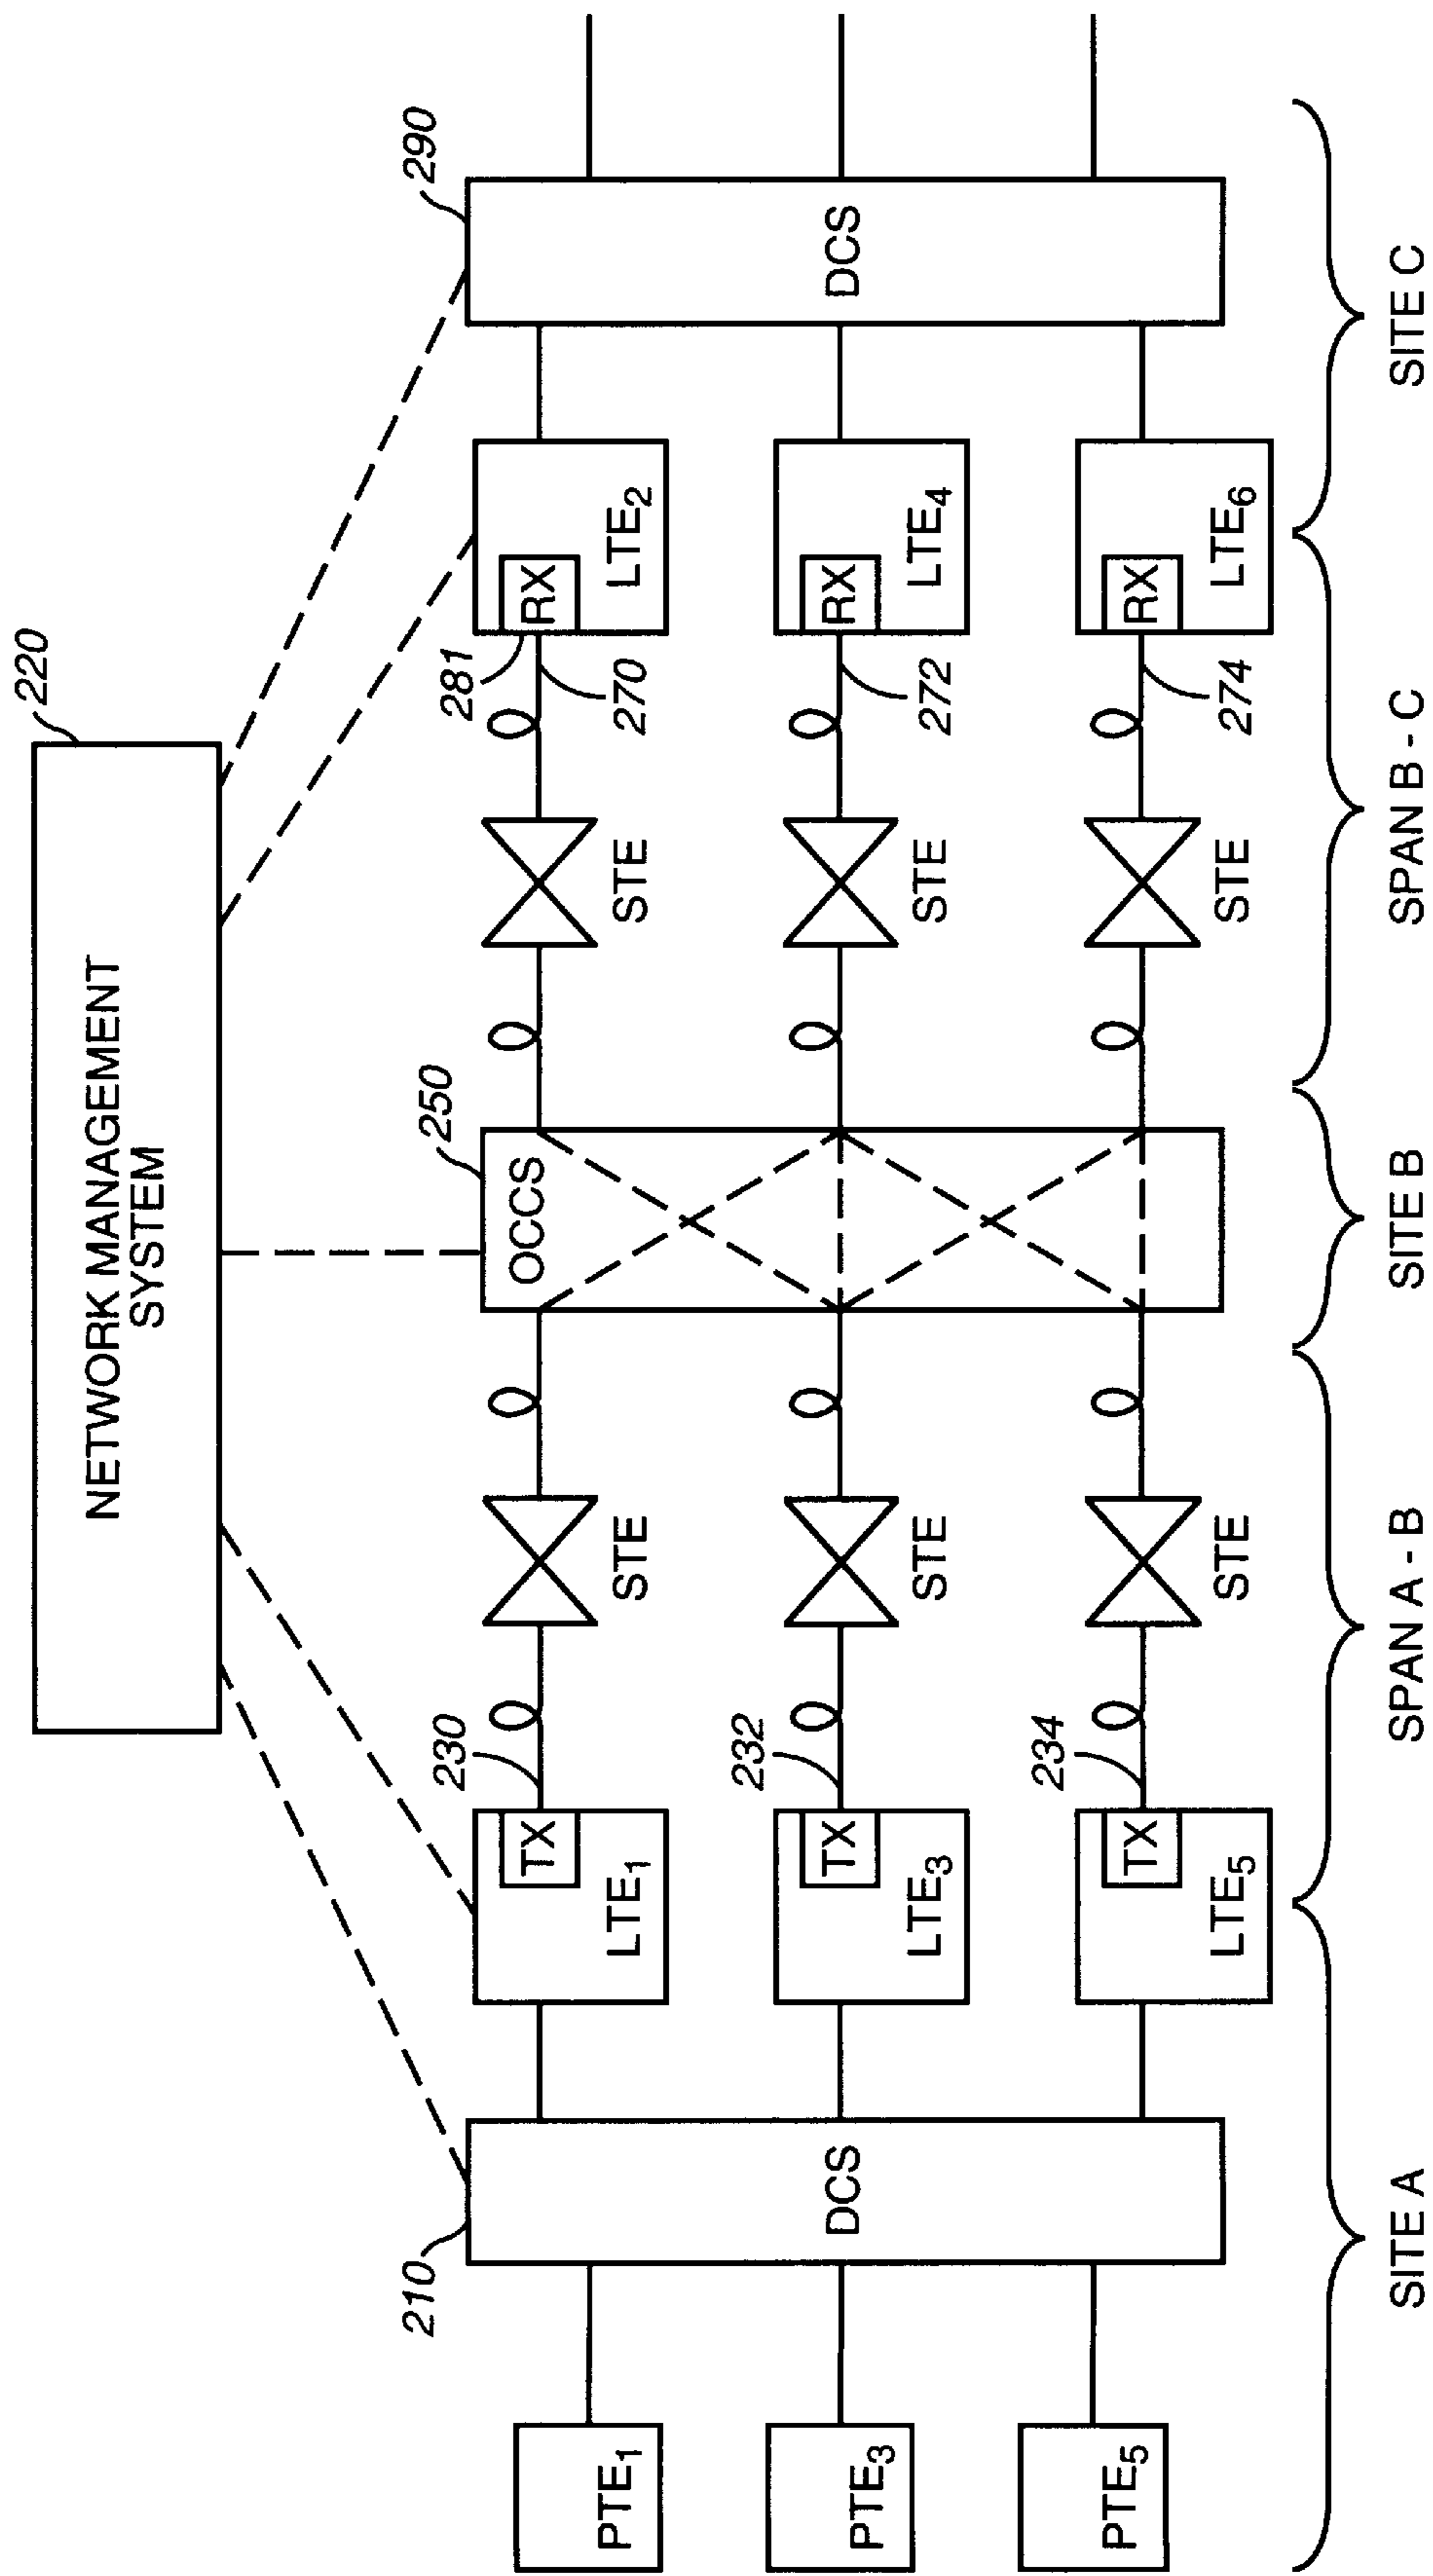 220
NETWORK MANAGEMENT
SYSTEM
210
DCS
290
DCS
250
OCCS
PTE1
PTE3
PTE5
230
TX
LTE1
STE
STE
281
270
RX
LTE2
232
TX
LTE3
STE
STE
272
RX
LTE4
234
TX
LTE5
STE
STE
274
RX
LTE6
SITE A
SPAN A - B
SITE B
SPAN B - C
SITE C